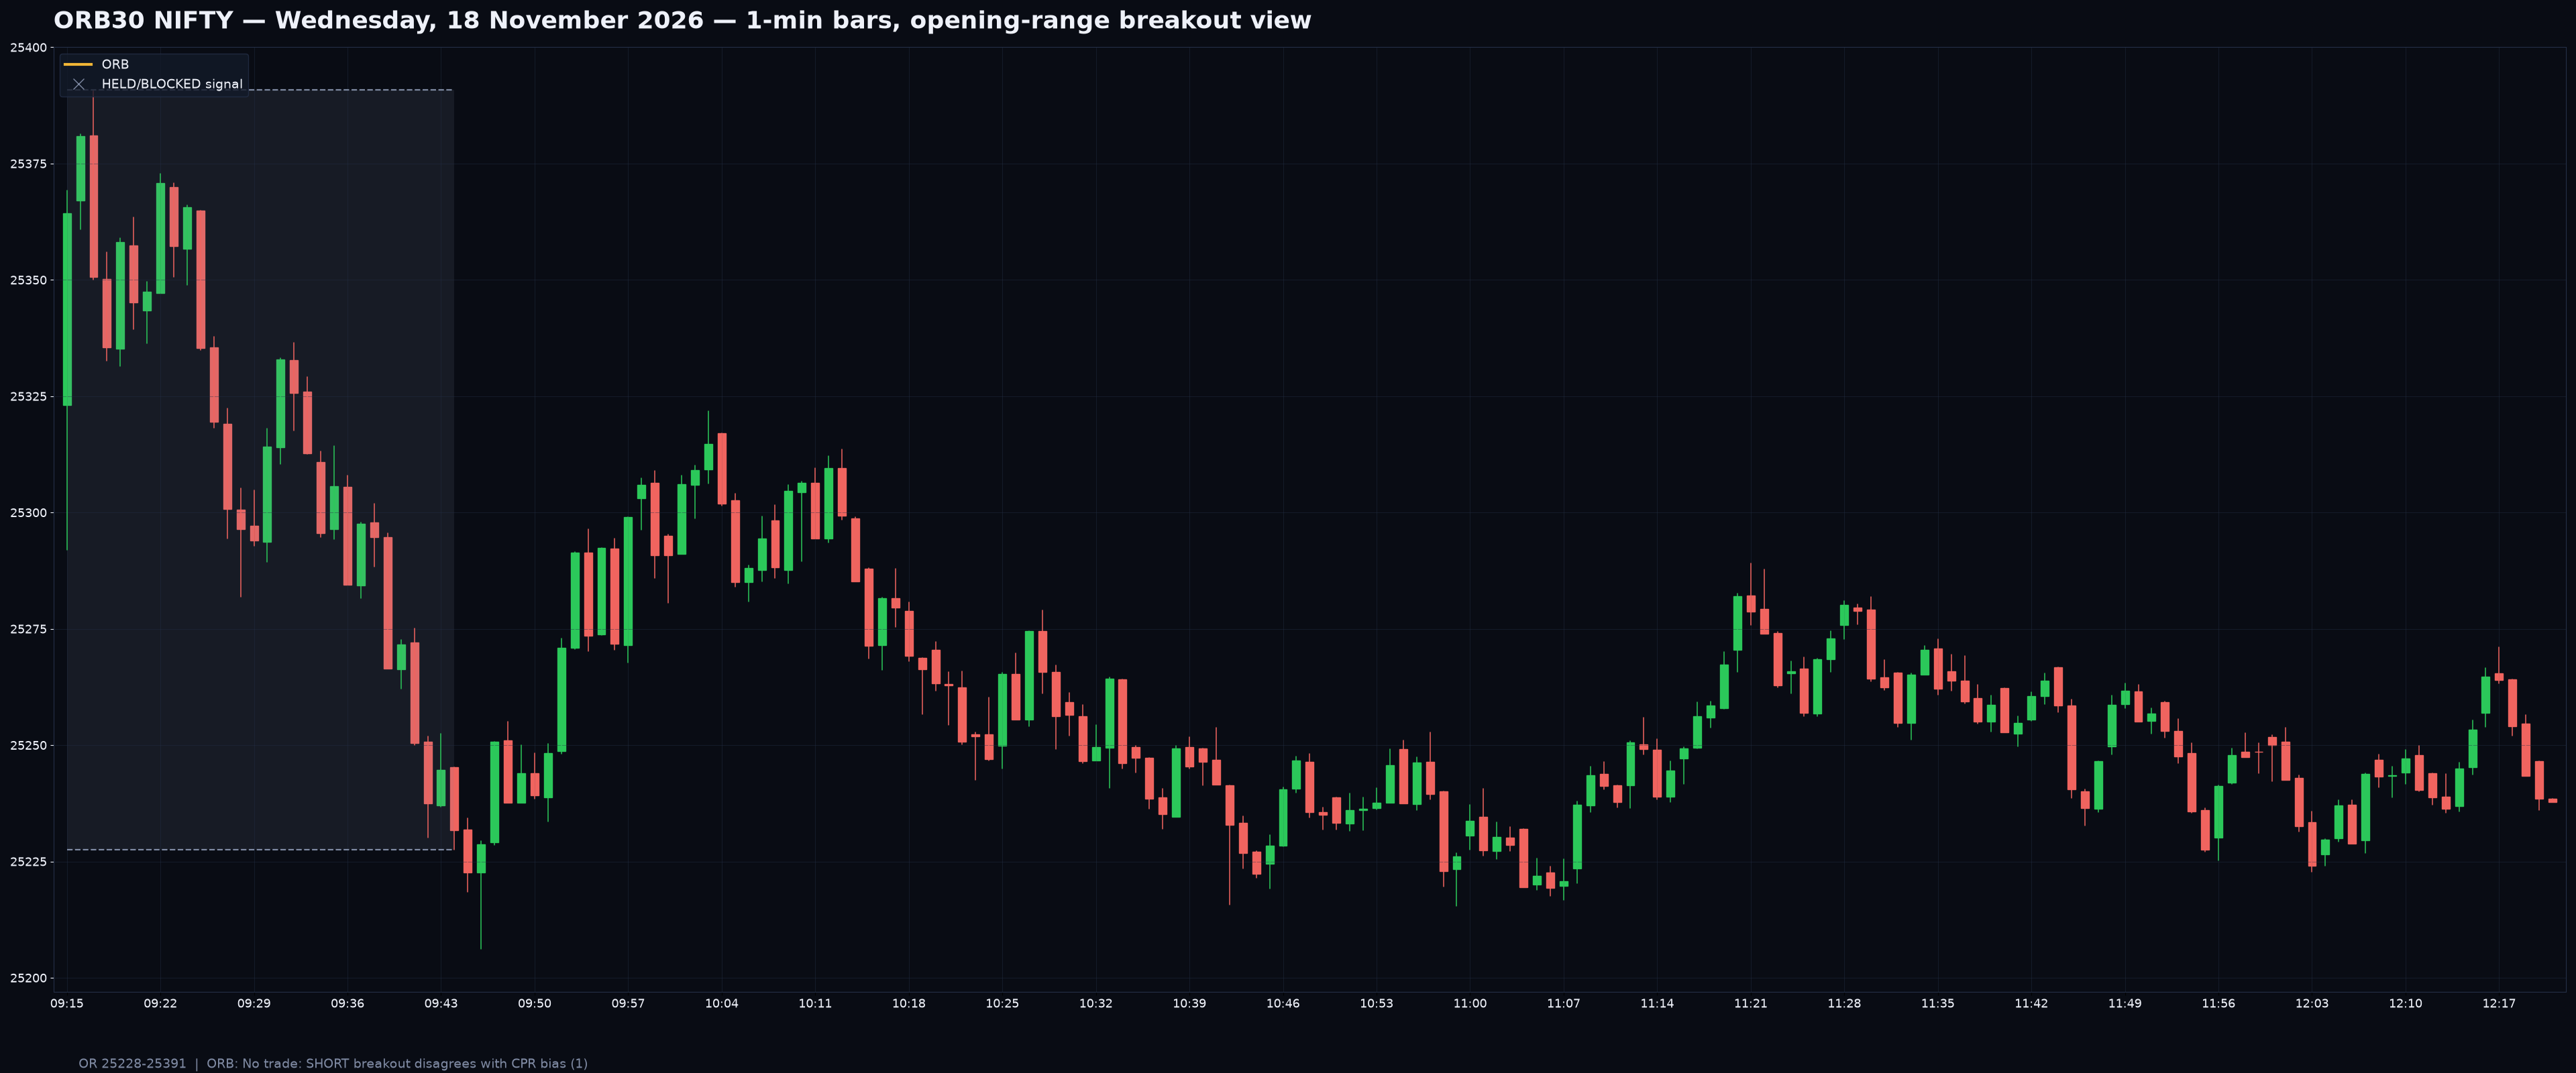 ORB30 NIFTY — Wednesday, 18 November 2026 — 1-min bars, opening-range breakout view
25400
ORB
HELD/BLOCKED signal
25375
25350
25325
25300
25275
25250
25225
25200
09:15 09:22 09:29 09:36 09:43 09:50 09:57 10:04 10:11 10:18 10:25 10:32 10:39 10:46 10:53 11:00 11:07 11:14 11:21 11:28 11:35 11:42 11:49 11:56 12:03 12:10 12:17
OR 25228-25391 | ORB: No trade: SHORT breakout disagrees with CPR bias (1)